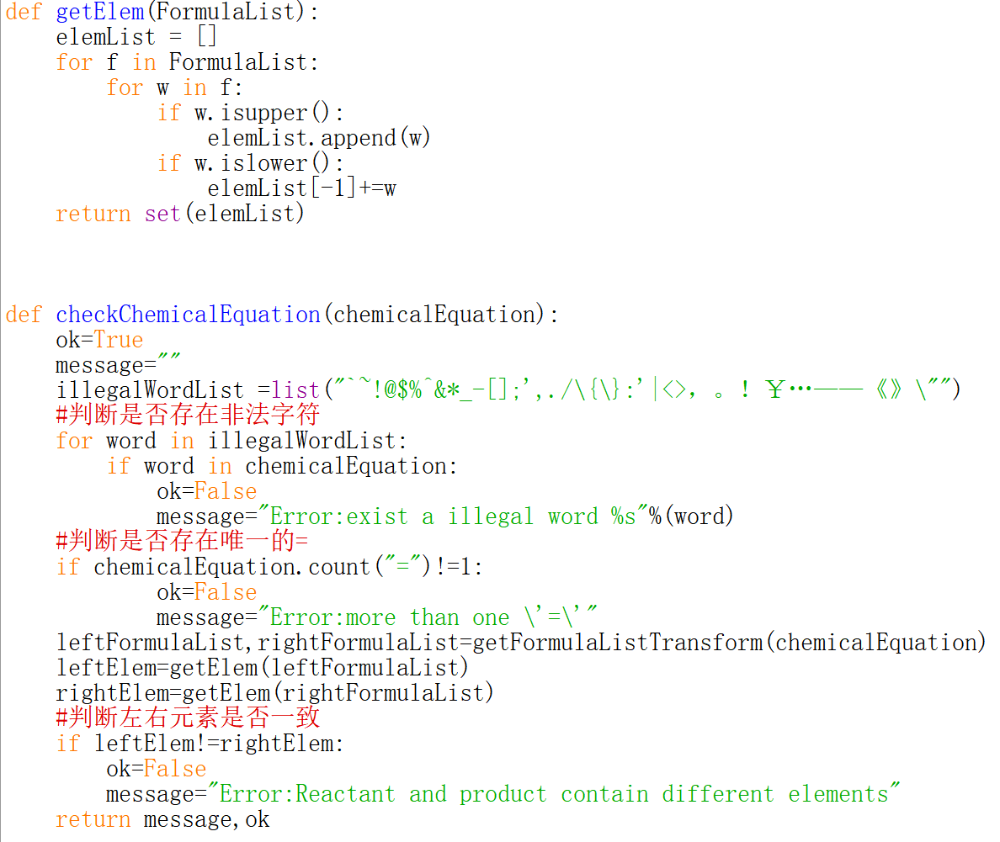 def getElem(FormulaList):
    elemList = []
    for f in FormulaList:
        for w in f:
            if w.isupper():
                elemList.append(w)
            if w.islower():
                elemList[-1]+=w
    return set(elemList)
def checkChemicalEquation(chemicalEquation):
    ok=True
    message=""
    illegalWordList =list("`~!@$%^&*_-[];',./\{\}:'|<>，。！￥…——《》\"")
    #判断是否存在非法字符
    for word in illegalWordList:
        if word in chemicalEquation:
            ok=False
            message="Error:exist a illegal word %s"%(word)
    #判断是否存在唯一的=
    if chemicalEquation.count("=")!=1:
            ok=False
            message="Error:more than one \'=\'"
    leftFormulaList,rightFormulaList=getFormulaListTransform(chemicalEquation)
    leftElem=getElem(leftFormulaList)
    rightElem=getElem(rightFormulaList)
    #判断左右元素是否一致
    if leftElem!=rightElem:
        ok=False
        message="Error:Reactant and product contain different elements"
    return message,ok